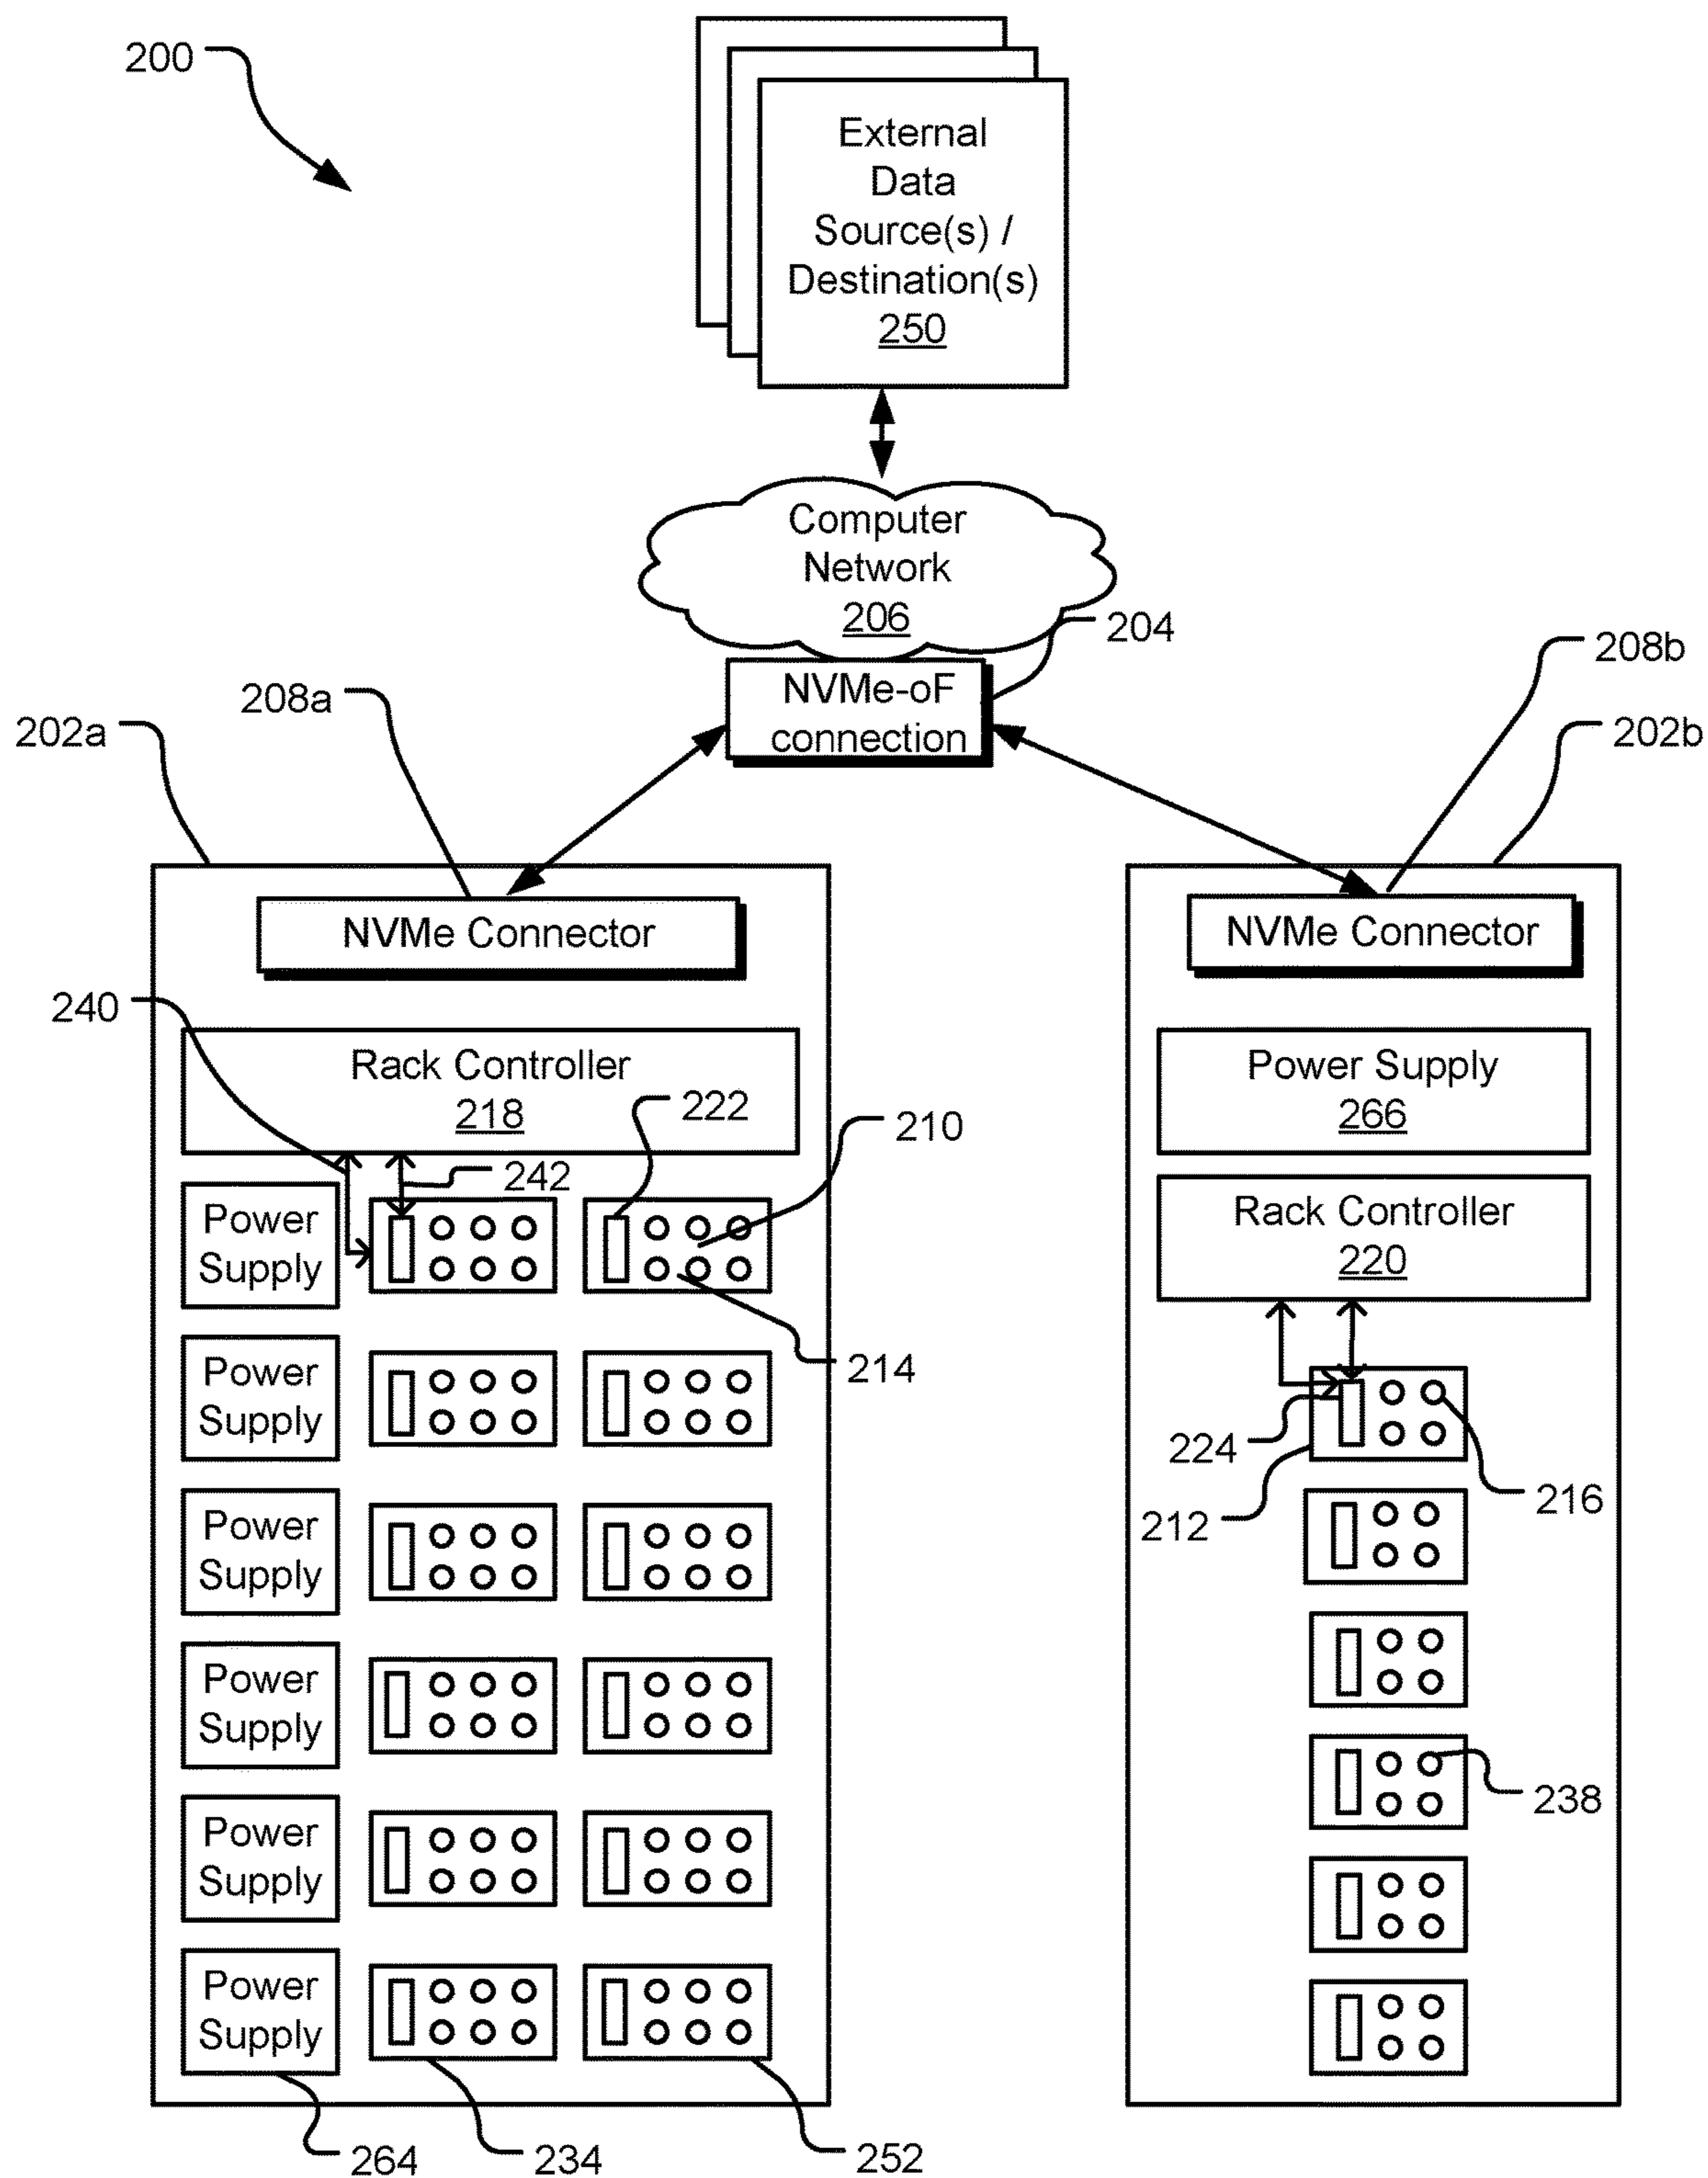 200
External
Data
Source(s) /
Destination(s)
250
Computer
Network
206
204
NVMe-oF
connection
208a
208b
202a
202b
NVMe Connector
NVMe Connector
240
Rack Controller
218
222
210
242
214
Power Supply
266
Rack Controller
220
Power
Supply
Power
Supply
Power
Supply
Power
Supply
Power
Supply
Power
Supply
224
212
216
238
264
234
252